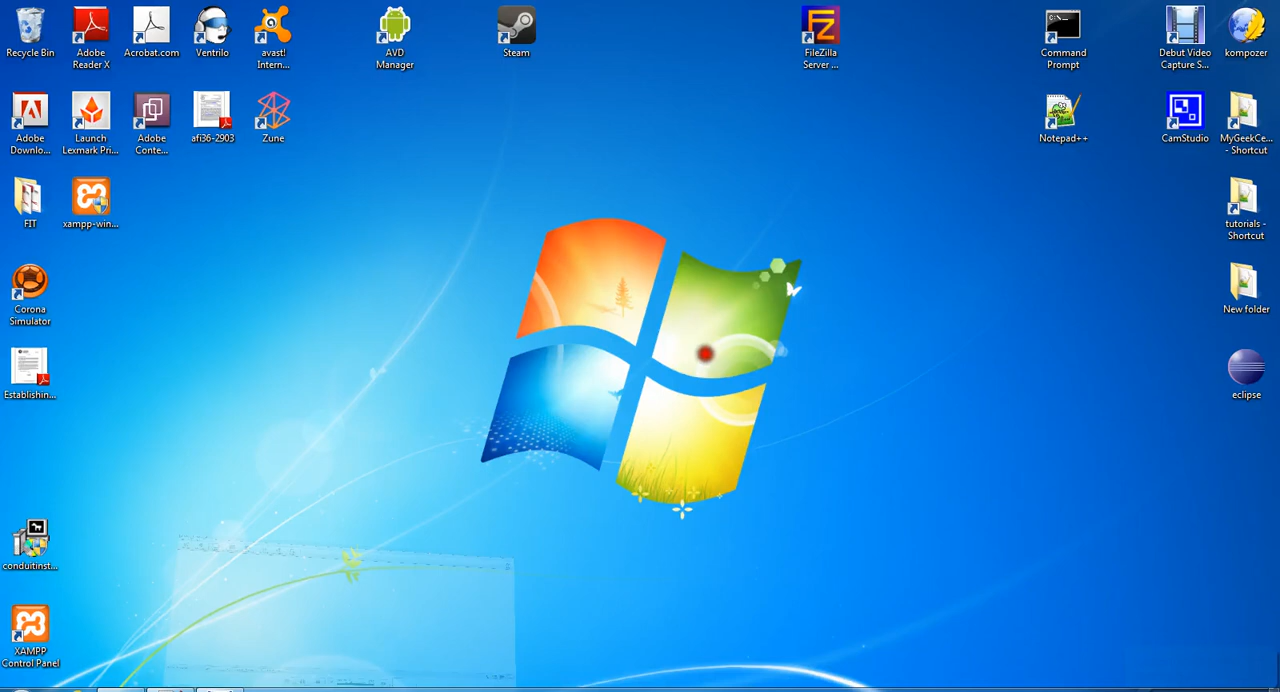 Recycle Bin
Adobe
Reader X
Acrobat.com
Ventrilo
avast!
Intern...
AVD
Manager
Steam
FileZilla
Server ...
Command
Prompt
Debut Video
Capture S...
kompozer
Adobe
Downlo...
Launch
Lexmark Pri...
Adobe
Conte...
afi36-2903
Zune
Notepad++
CamStudio
MyGeekCe...
- Shortcut
FIT
xampp-win...
tutorials -
Shortcut
Corona
Simulator
New folder
Establishin...
eclipse
conduitinst...
XAMPP
Control Panel